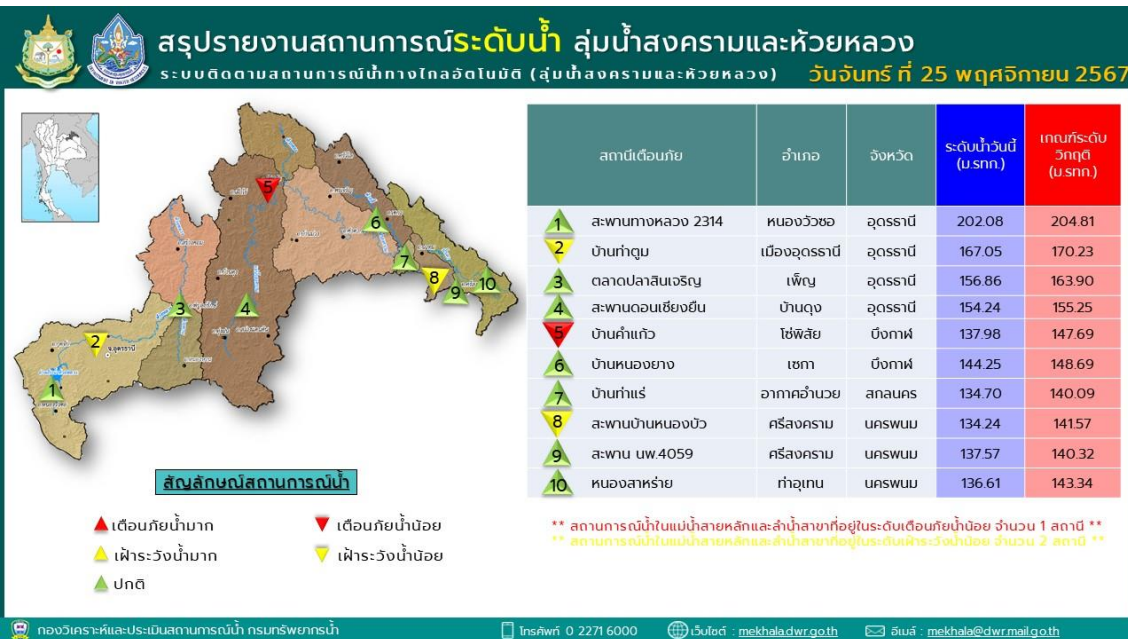 สรุปรายงานสถานการณ์ระดับน้ำ ลุ่มน้ำสงครามและห้วยหลวง
ระบบติดตามสถานการณ์น้ำทางไกลอัตโนมัติ (ลุ่มน้ำสงครามและห้วยหลวง) วันจันทร์ ที่ 25 พฤศจิกายน 2567
สถานีเตือนภัย อำเภอ จังหวัด ระดับน้ำวันนี้ (ม.รทก.) เกณฑ์ระดับวิกฤติ (ม.รทก.)
1 สะพานทางหลวง 2314 หนองวัวซอ อุดรธานี 202.08 204.81
2 บ้านท่าตูม เมืองอุดรธานี อุดรธานี 167.05 170.23
3 ตลาดปลาสินเจริญ เพ็ญ อุดรธานี 156.86 163.90
4 สะพานดอนเชียงยืน บ้านดุง อุดรธานี 154.24 155.25
5 บ้านคำแก้ว โซ่พิสัย บึงกาฬ 137.98 147.69
6 บ้านหนองยาง เซกา บึงกาฬ 144.25 148.69
7 บ้านท่าแร่ อากาศอำนวย สกลนคร 134.70 140.09
8 สะพานบ้านหนองบัว ศรีสงคราม นครพนม 134.24 141.57
9 สะพาน นพ.4059 ศรีสงคราม นครพนม 137.57 140.32
10 หนองสาหร่าย ท่าอุเทน นครพนม 136.61 143.34
5
6
7
8
9
10
3
4
2
จ.อุดรธานี
1
สัญลักษณ์สถานการณ์น้ำ
เตือนภัยน้ำมาก เตือนภัยน้ำน้อย
เฝ้าระวังน้ำมาก เฝ้าระวังน้ำน้อย
ปกติ
** สถานการณ์น้ำในแม่น้ำสายหลักและลำน้ำสาขาที่อยู่ในระดับเตือนภัยน้ำน้อย จำนวน 1 สถานี **
** สถานการณ์น้ำในแม่น้ำสายหลักและลำน้ำสาขาที่อยู่ในระดับเฝ้าระวังน้ำน้อย จำนวน 2 สถานี **
กองวิเคราะห์และประเมินสถานการณ์น้ำ กรมทรัพยากรน้ำ โทรศัพท์ 0 2271 6000 เว็บไซต์ : mekhala.dwr.go.th อีเมล์ : mekhala@dwr.mail.go.th